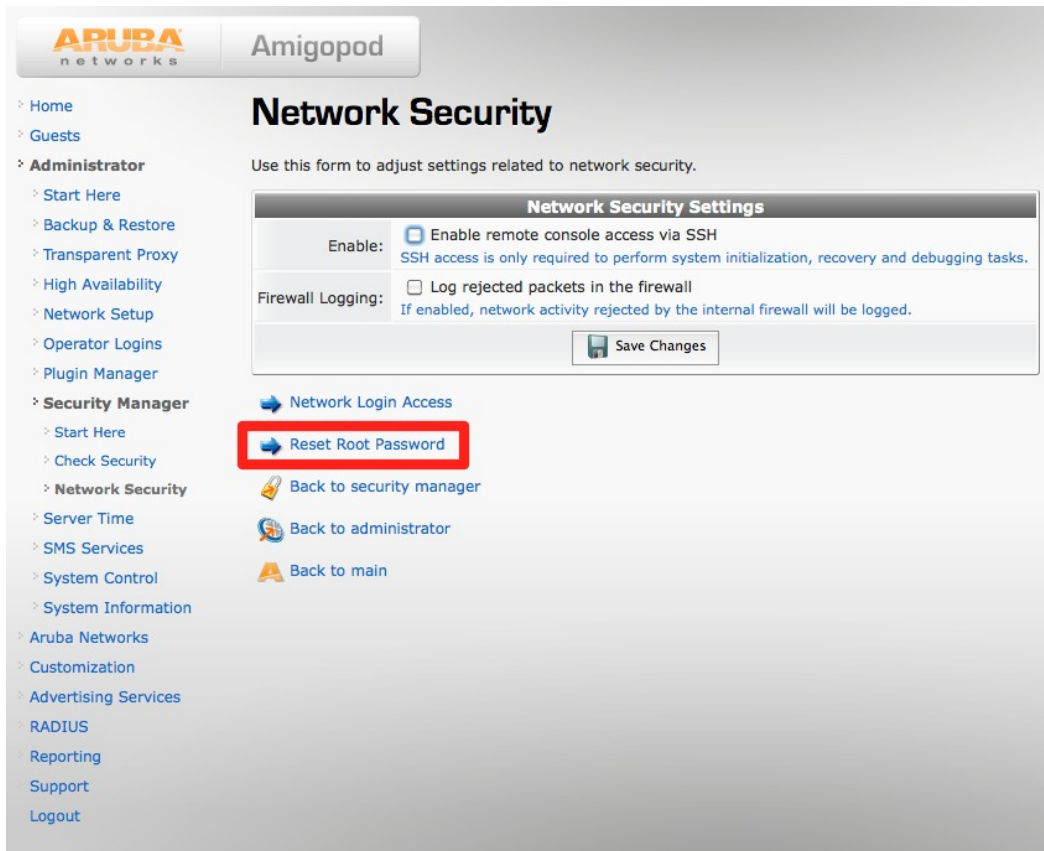 ARUBA
networks
Amigopod
Home
Guests
Administrator
Start Here
Backup & Restore
Transparent Proxy
High Availability
Network Setup
Operator Logins
Plugin Manager
Security Manager
Start Here
Check Security
Network Security
Server Time
SMS Services
System Control
System Information
Aruba Networks
Customization
Advertising Services
RADIUS
Reporting
Support
Logout
Network Security
Use this form to adjust settings related to network security.
Network Security Settings
Enable: Enable remote console access via SSH
SSH access is only required to perform system initialization, recovery and debugging tasks.
Firewall Logging: Log rejected packets in the firewall
If enabled, network activity rejected by the internal firewall will be logged.
Save Changes
Network Login Access
Reset Root Password
Back to security manager
Back to administrator
Back to main